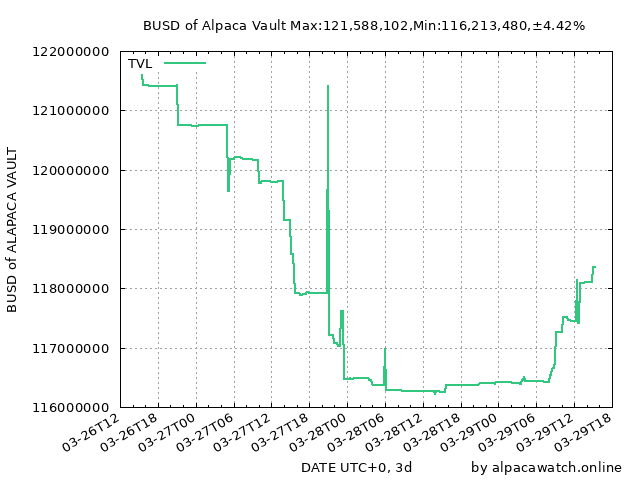 BUSD of Alpaca Vault Max:121,588,102,Min:116,213,480,±4.42%
TVL
122000000
121000000
120000000
119000000
118000000
117000000
116000000
BUSD of ALAPACA VAULT
03-26T12
03-26T18
03-27T00
03-27T06
03-27T12
03-27T18
03-28T00
03-28T06
03-28T12
03-28T18
03-29T00
03-29T06
03-29T12
03-29T18
DATE UTC+0, 3d
by alpacawatch.online